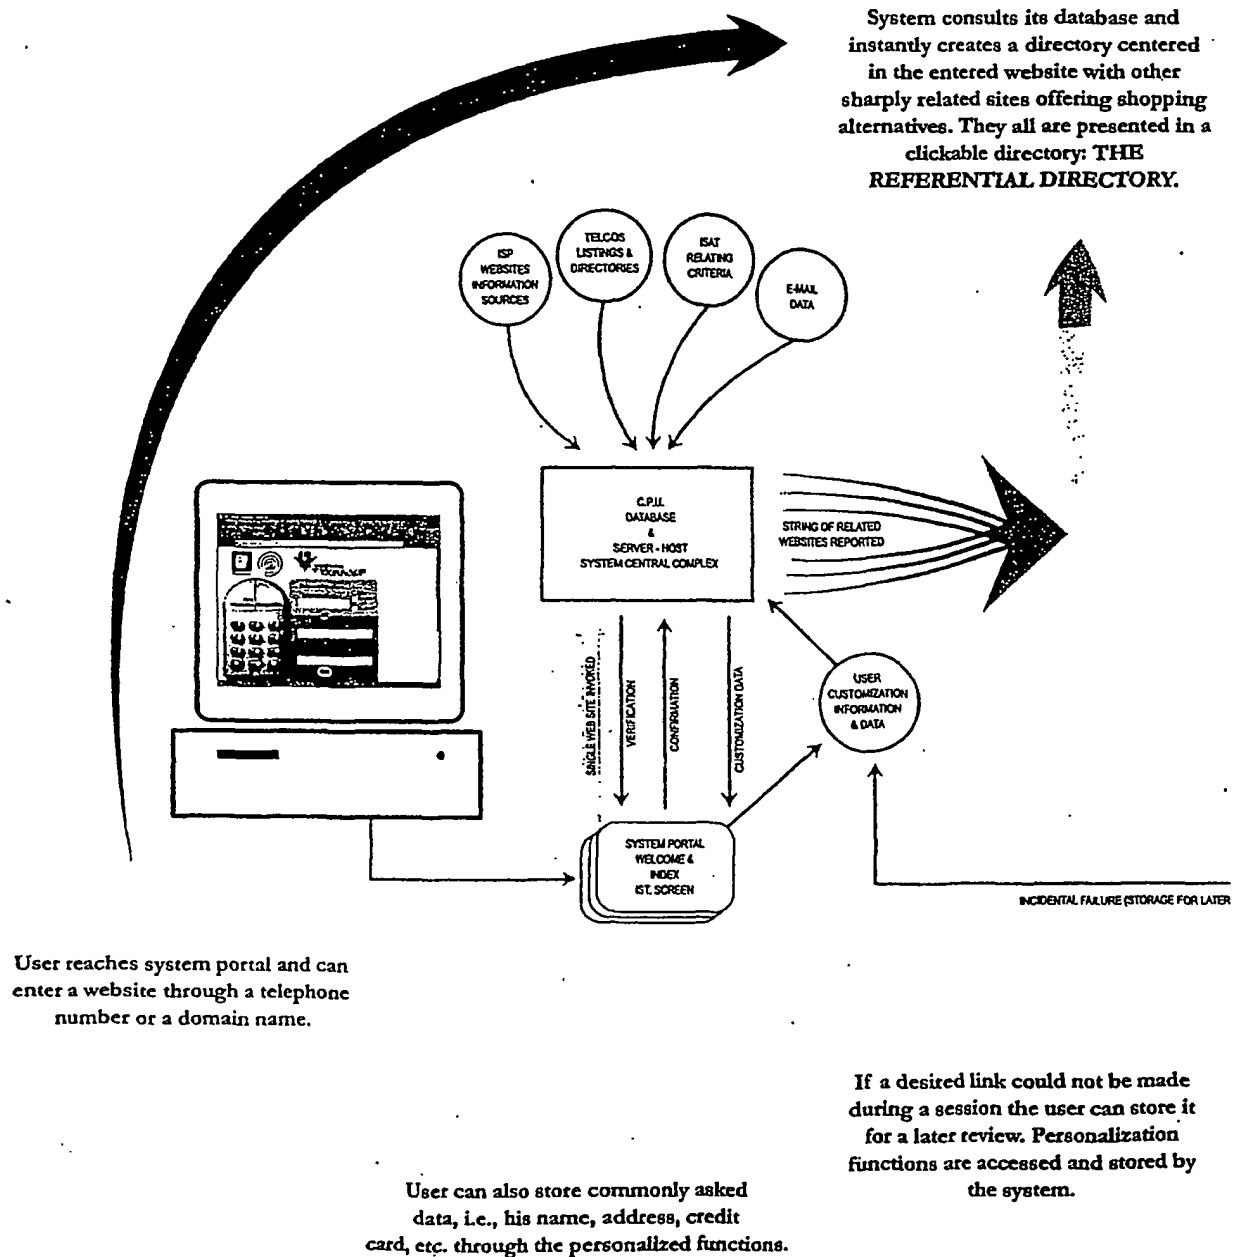 System consults its database and
instantly creates a directory centered
in the entered website with other
sharply related sites offering shopping
alternatives. They all are presented in a
clickable directory: THE
REFERENTIAL DIRECTORY.
ISP
WEBSITES
INFORMATION
SOURCES
TELCOS
LISTINGS &
DIRECTORIES
ISAT
RELATING
CRITERIA
E-MAIL
DATA
C.P.U.
DATABASE
&
SERVER - HOST
SYSTEM CENTRAL COMPLEX
STRING OF RELATED
WEBSITES REPORTED
SINGLE WEB SITE INVOKED
VERIFICATION
CONFIRMATION
CUSTOMIZATION DATA
USER
CUSTOMIZATION
INFORMATION
& DATA
SYSTEM PORTAL
WELCOME &
INDEX
IST. SCREEN
INCIDENTAL FAILURE (STORAGE FOR LATER
User reaches system portal and can
enter a website through a telephone
number or a domain name.
If a desired link could not be made
during a session the user can store it
for a later review. Personalization
functions are accessed and stored by
the system.
User can also store commonly asked
data, i.e., his name, address, credit
card, etc. through the personalized functions.